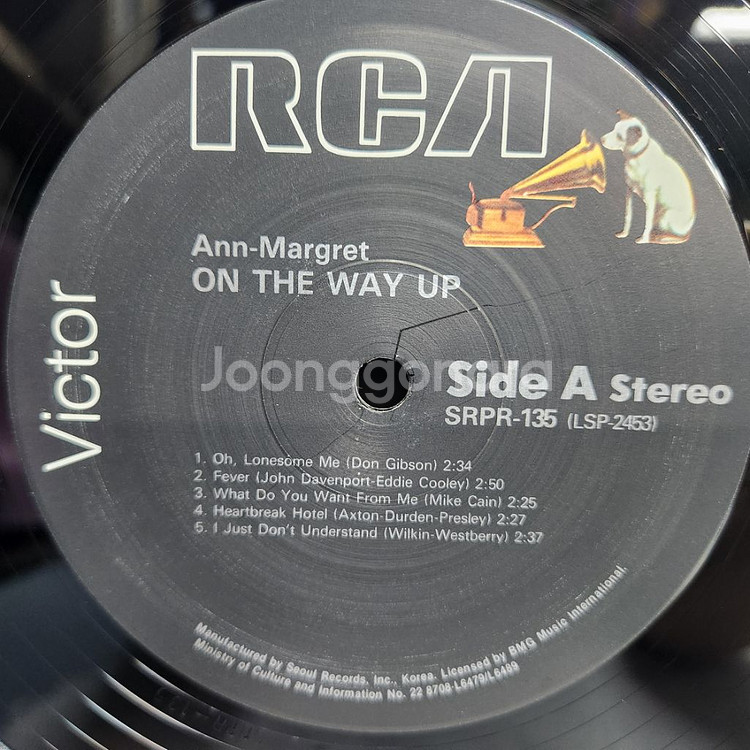 RCA
Ann-Margret
ON THE WAY UP
Victor
Joonggonara
Side A Stereo
SRPR-135 (LSP-2453)
1. Oh, Lonesome Me (Don Gibson) 2:34
2. Fever (John Davenport-Eddie Cooley) 2:50
3. What Do You Want From Me (Mike Cain) 2:25
4. Heartbreak Hotel (Axton-Durden-Presley) 2:27
5. I Just Don't Understand (Wilkin-Westberry) 2:37
Manufactured by Seoul Records, Inc., Korea. Licensed by BMG Music International.
Ministry of Culture and Information No. 22 8708-L6479/L6489